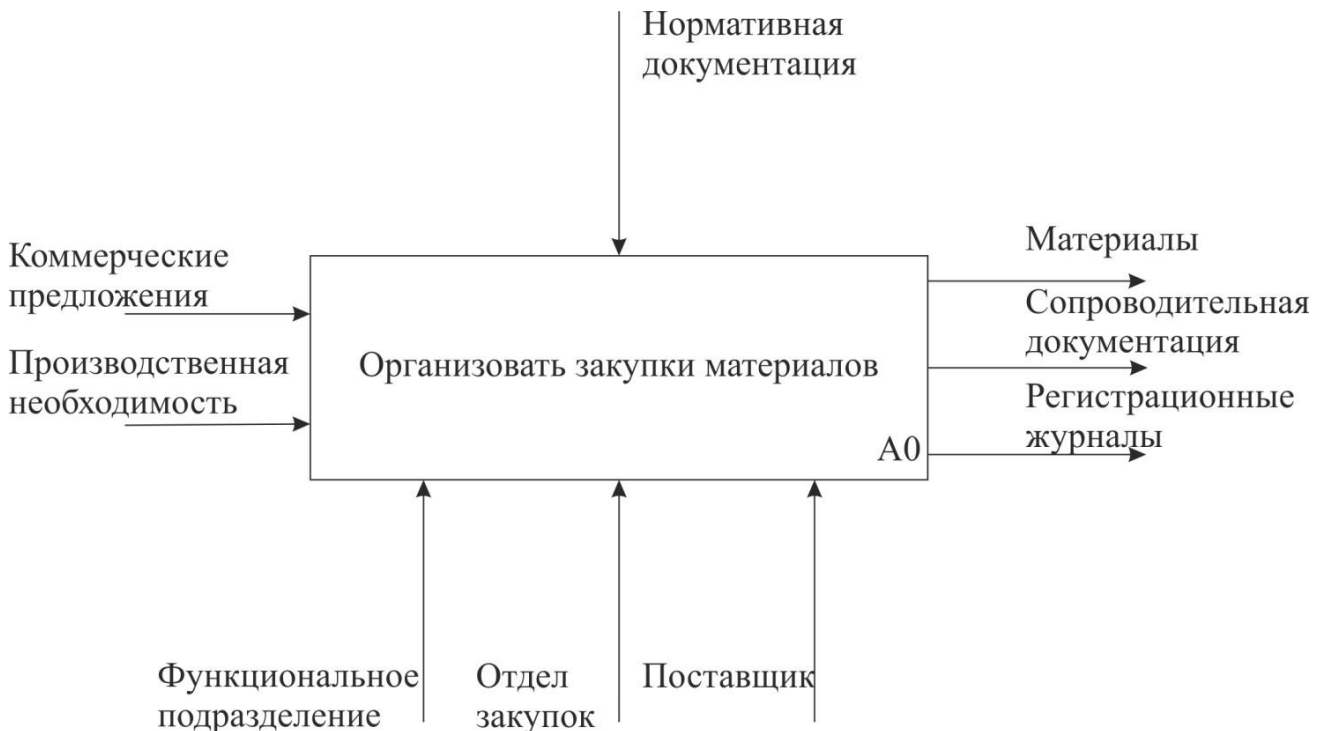 Нормативная
документация
Коммерческие
предложения
Производственная
необходимость
Организовать закупки материалов
А0
Материалы
Сопроводительная
документация
Регистрационные
журналы
Функциональное
подразделение
Отдел
закупок
Поставщик